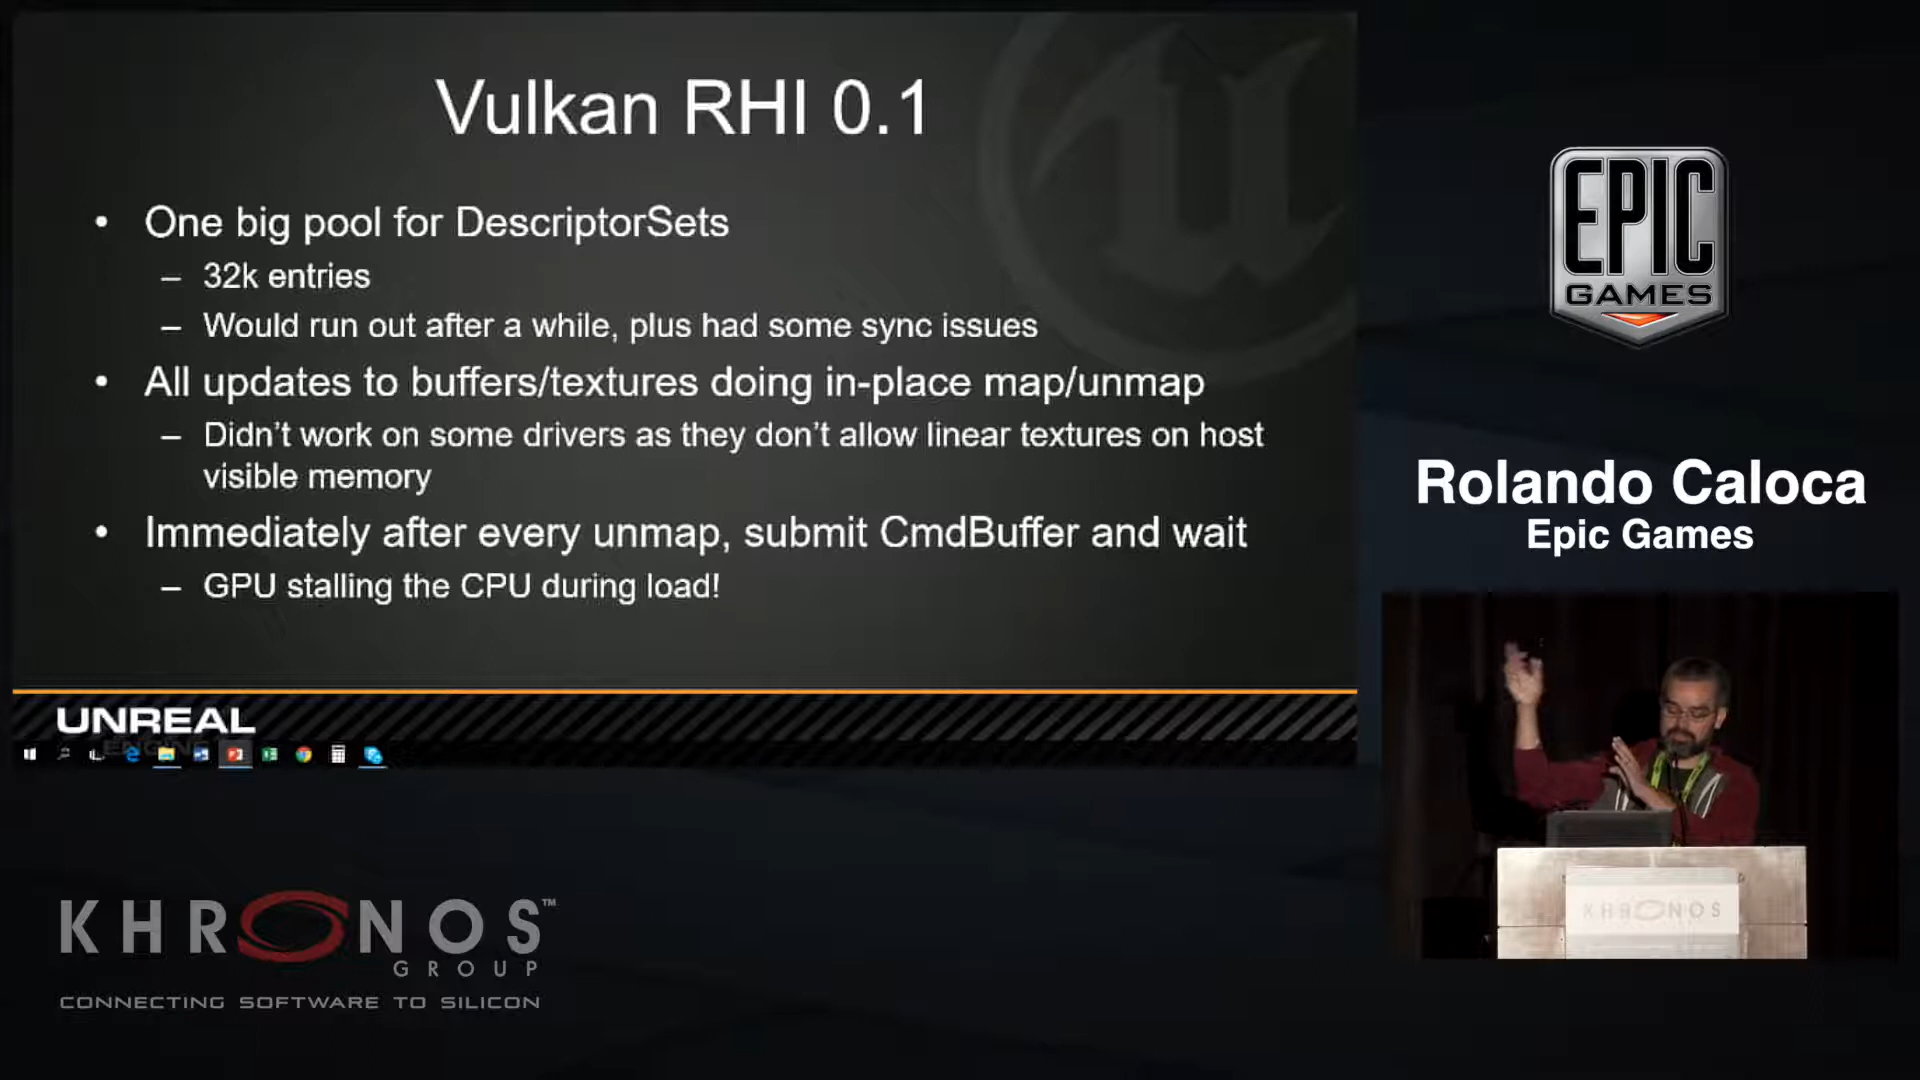 Vulkan RHI 0.1
• One big pool for DescriptorSets
– 32k entries
– Would run out after a while, plus had some sync issues
• All updates to buffers/textures doing in-place map/unmap
– Didn't work on some drivers as they don't allow linear textures on host
visible memory
• Immediately after every unmap, submit CmdBuffer and wait
– GPU stalling the CPU during load!
UNREAL
ENGINE
EPIC
GAMES
Rolando Caloca
Epic Games
KHRONOS
KHRONOS™
GROUP
CONNECTING SOFTWARE TO SILICON